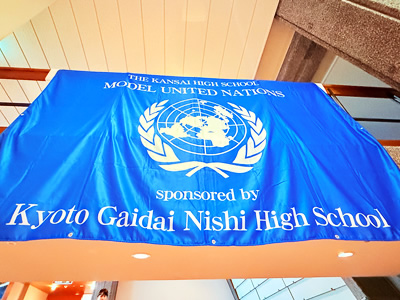 THE KANSAI HIGH SCHOOL
MODEL UNITED NATIONS
sponsored by
Kyoto Gaidai Nishi High School